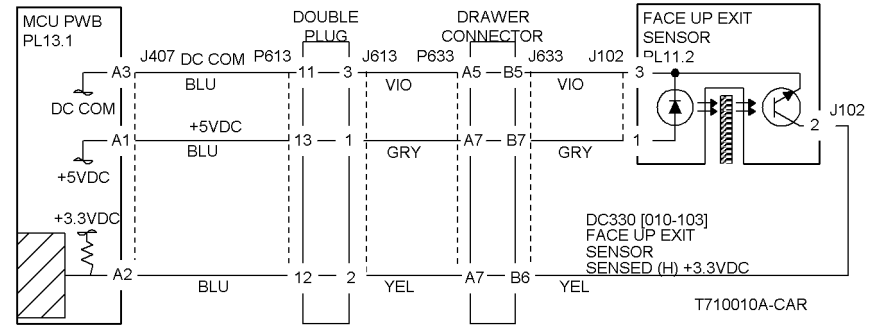 MCU PWB
PL13.1
DOUBLE
PLUG
DRAWER
CONNECTOR
FACE UP EXIT
SENSOR
PL11.2
A3 J407 DC COM P613 11 3 J613 P633 A5 B5 J633 J102 3
BLU VIO VIO
DC COM
J102
2
+5VDC
A1 13 1 A7 B7 1
BLU GRY GRY
+5VDC
+3.3VDC
DC330 [010-103]
FACE UP EXIT
SENSOR
SENSED (H) +3.3VDC
A2 12 2 A7 B6
BLU YEL YEL
T710010A-CAR